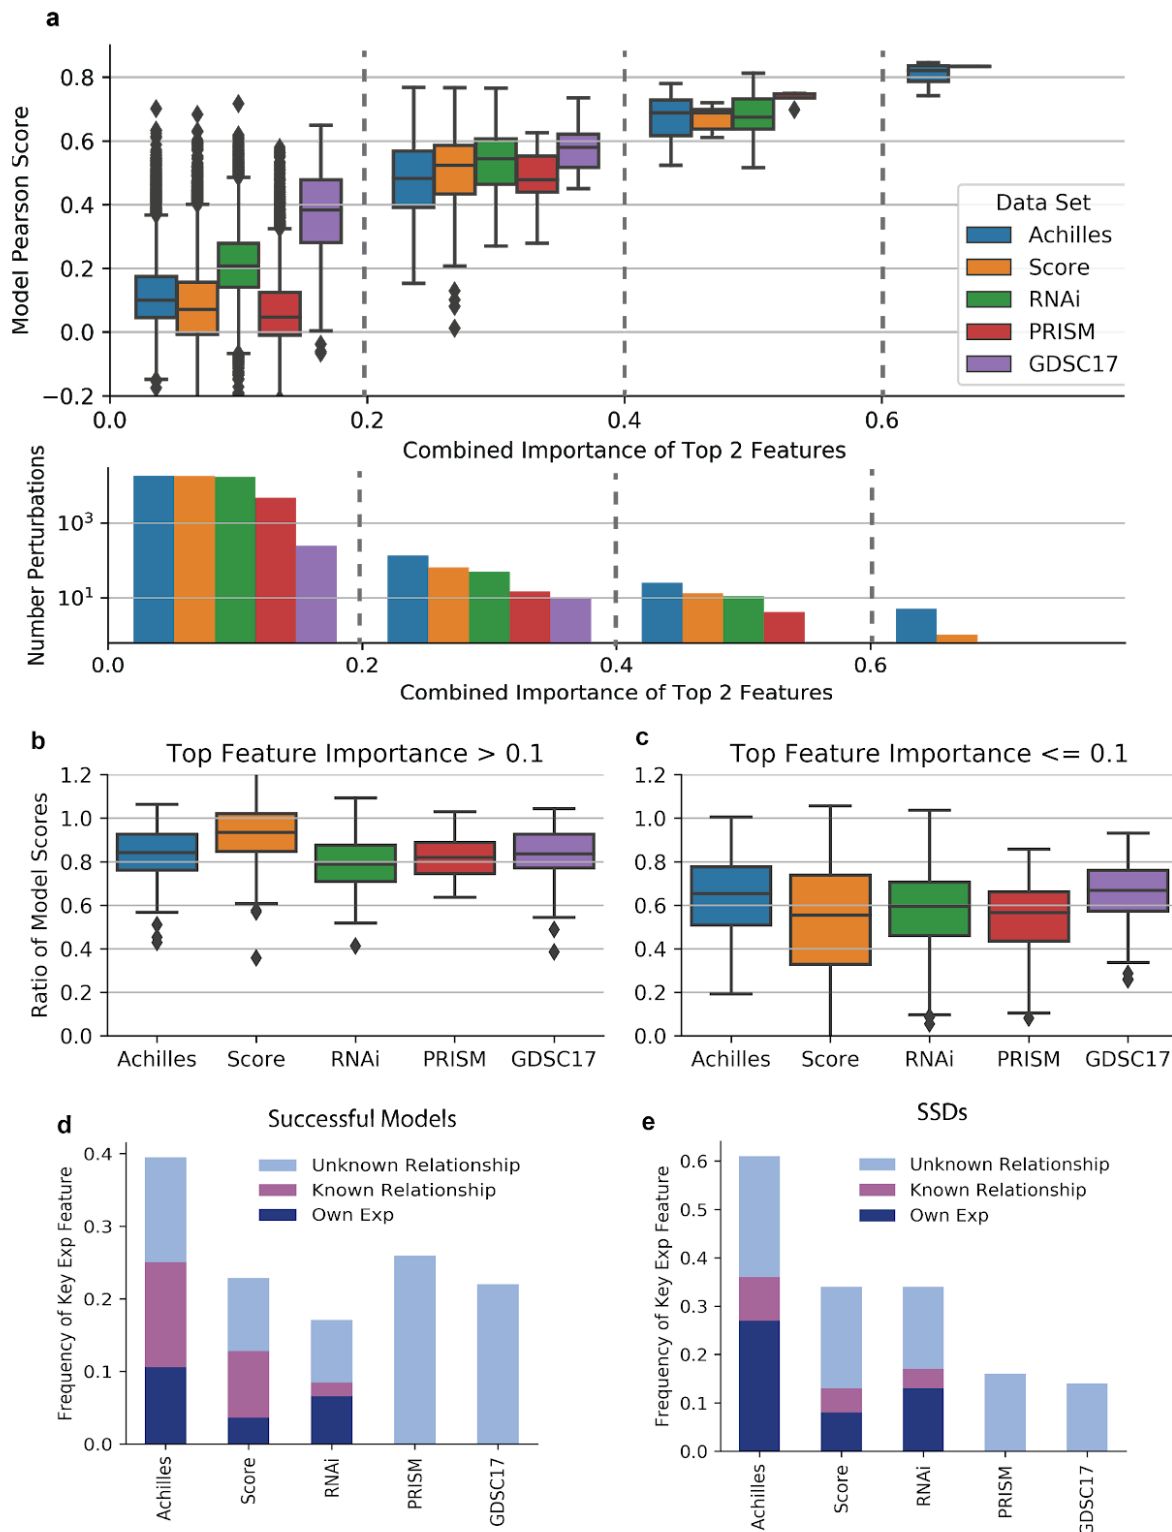 a
Model Pearson Score
0.8
0.6
0.4
0.2
0.0
−0.2
0.0
0.2
0.4
0.6
Combined Importance of Top 2 Features
Data Set
Achilles
Score
RNAi
PRISM
GDSC17
Number Perturbations
10³
10¹
0.0
0.2
0.4
0.6
Combined Importance of Top 2 Features
b
Top Feature Importance > 0.1
Ratio of Model Scores
1.2
1.0
0.8
0.6
0.4
0.2
0.0
Achilles
Score
RNAi
PRISM
GDSC17
c
Top Feature Importance <= 0.1
1.2
1.0
0.8
0.6
0.4
0.2
0.0
Achilles
Score
RNAi
PRISM
GDSC17
d
Successful Models
Frequency of Key Exp Feature
0.4
0.3
0.2
0.1
0.0
Unknown Relationship
Known Relationship
Own Exp
Achilles
Score
RNAi
PRISM
GDSC17
e
SSDs
Frequency of Key Exp Feature
0.6
0.5
0.4
0.3
0.2
0.1
0.0
Unknown Relationship
Known Relationship
Own Exp
Achilles
Score
RNAi
PRISM
GDSC17